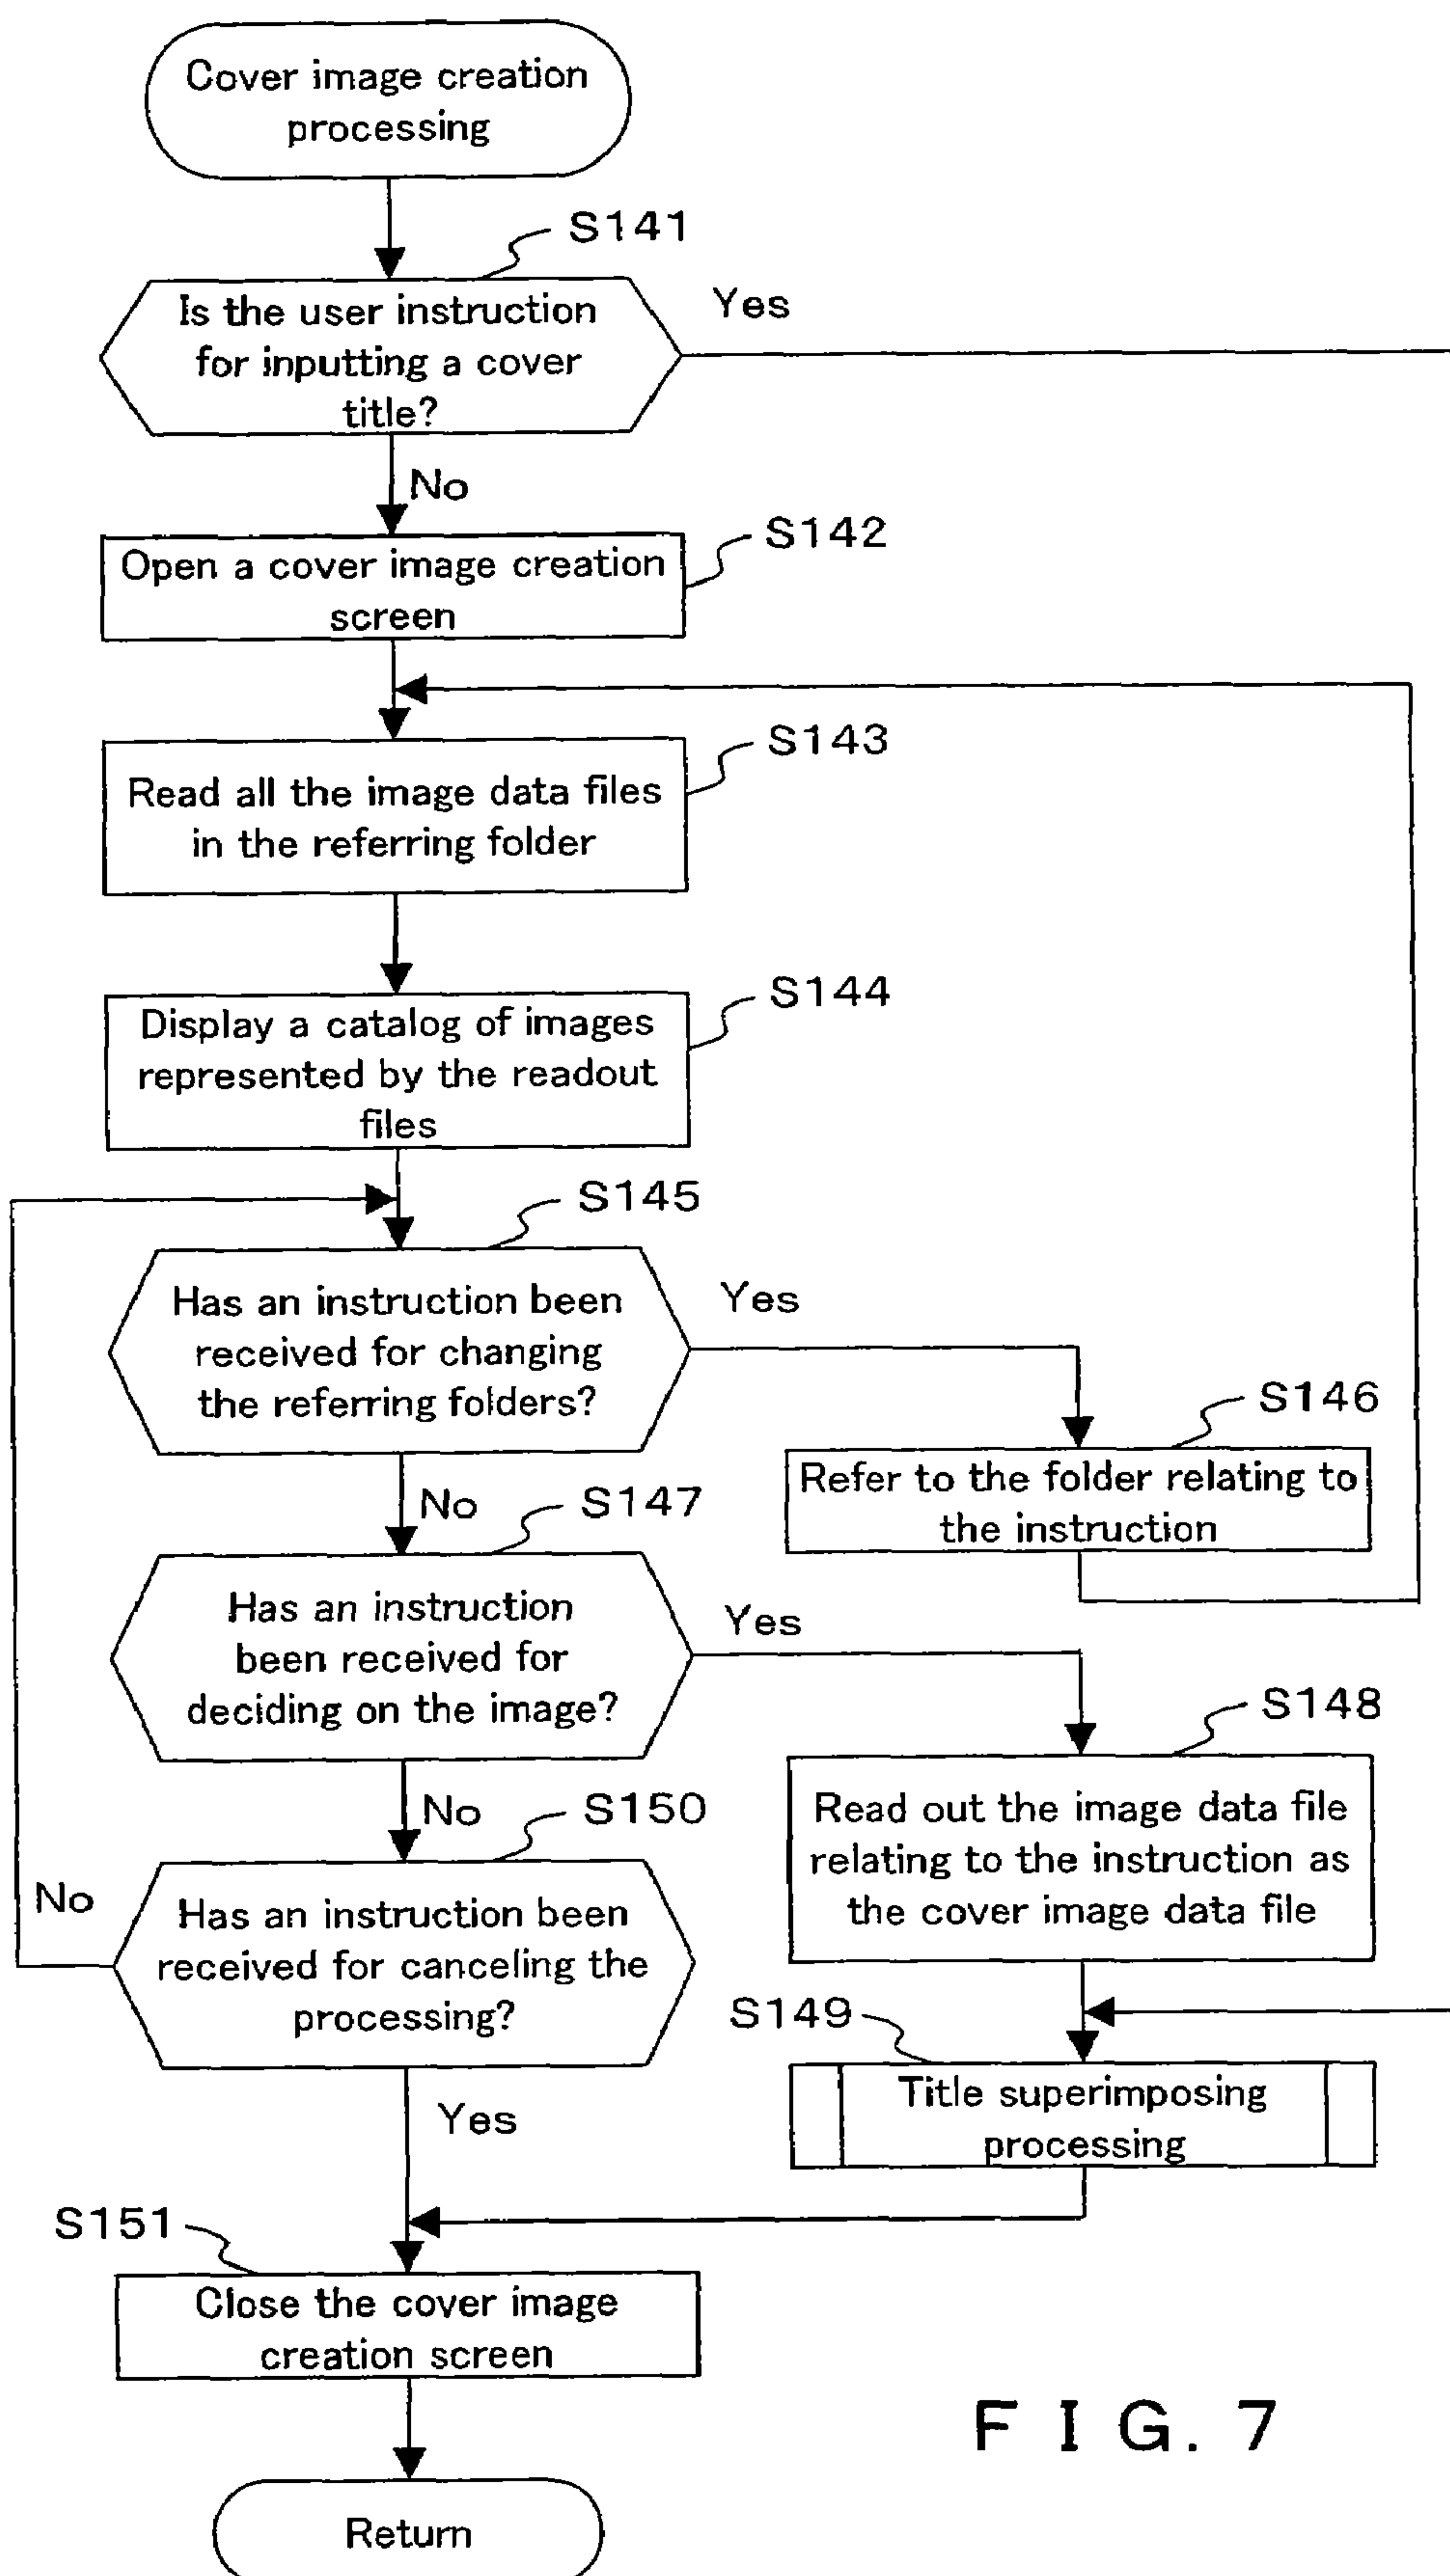 Cover image creation
processing
S141
Is the user instruction
for inputting a cover
title?
Yes
No
S142
Open a cover image creation
screen
S143
Read all the image data files
in the referring folder
S144
Display a catalog of images
represented by the readout
files
S145
Has an instruction been
received for changing
the referring folders?
Yes
S146
Refer to the folder relating to
the instruction
No
S147
Has an instruction
been received for
deciding on the image?
Yes
S148
Read out the image data file
relating to the instruction as
the cover image data file
No
S150
Has an instruction been
received for canceling the
processing?
No
Yes
S149
Title superimposing
processing
S151
Close the cover image
creation screen
Return
FIG. 7